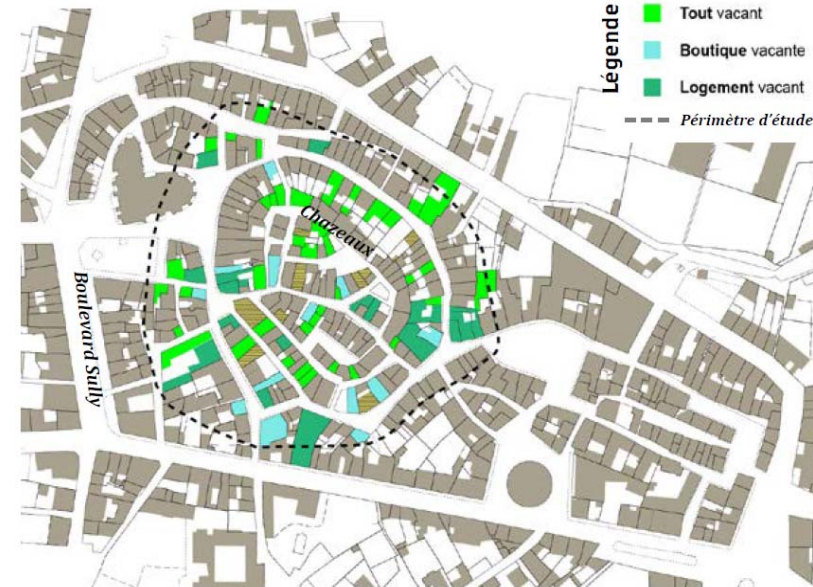 Légende
Tout vacant
Boutique vacante
Logement vacant
Périmètre d'étude
Chazeaux
Boulevard Sully